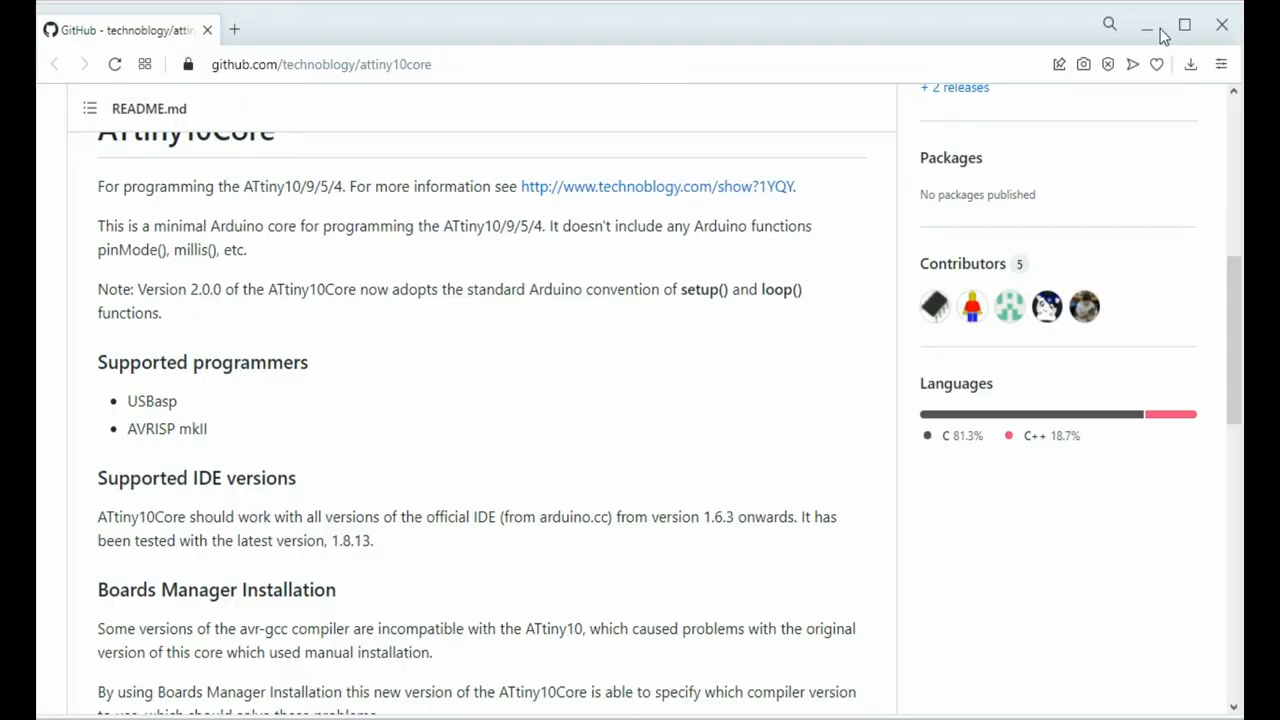 GitHub - technoblogy/attin
github.com/technoblogy/attiny10core
README.md
ATtiny10Core
For programming the ATtiny10/9/5/4. For more information see http://www.technoblogy.com/show?1YQY.
This is a minimal Arduino core for programming the ATtiny10/9/5/4. It doesn't include any Arduino functions
pinMode(), millis(), etc.
Note: Version 2.0.0 of the ATtiny10Core now adopts the standard Arduino convention of setup() and loop()
functions.
Supported programmers
USBasp
AVRISP mkII
Supported IDE versions
ATtiny10Core should work with all versions of the official IDE (from arduino.cc) from version 1.6.3 onwards. It has
been tested with the latest version, 1.8.13.
Boards Manager Installation
Some versions of the avr-gcc compiler are incompatible with the ATtiny10, which caused problems with the original
version of this core which used manual installation.
By using Boards Manager Installation this new version of the ATtiny10Core is able to specify which compiler version
to use, which should solve these problems.
+ 2 releases
Packages
No packages published
Contributors 5
Languages
C 81.3% C++ 18.7%